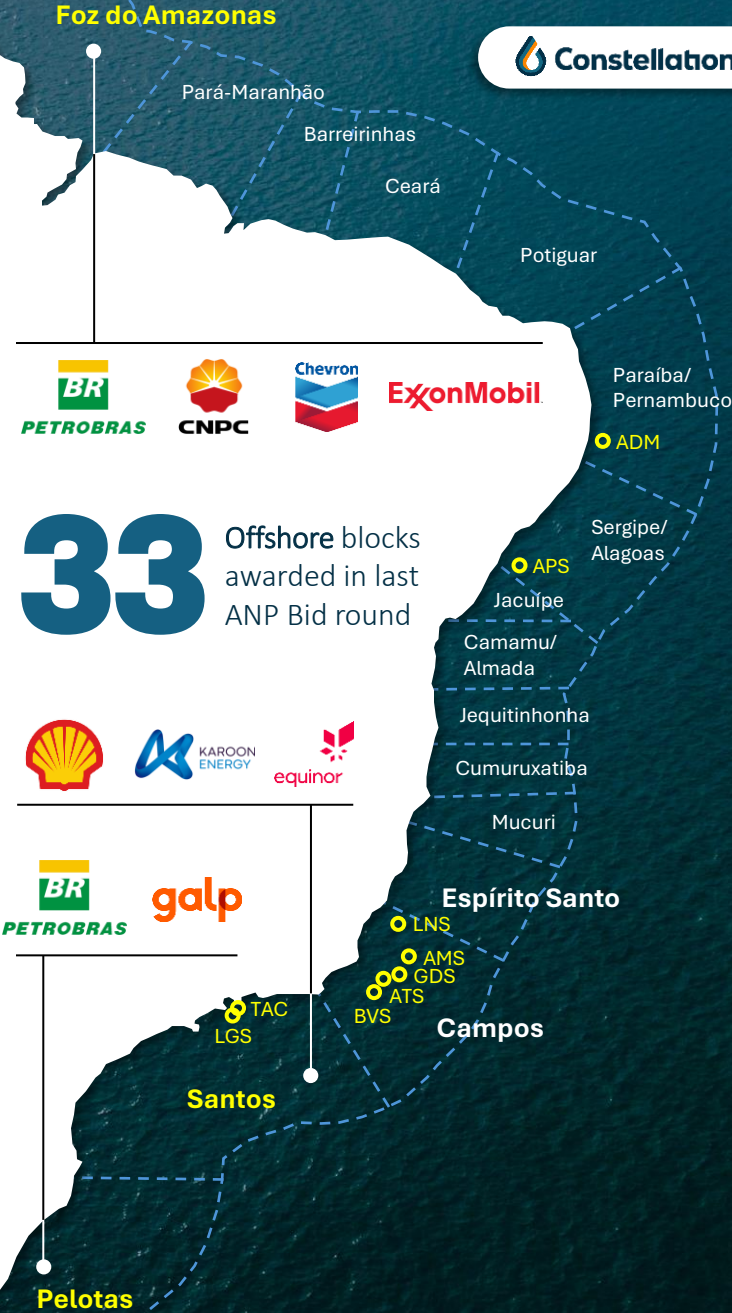 Foz do Amazonas
Constellation
Pará-Maranhão
Barreirinhas
Ceará
Potiguar
BR
PETROBRAS
CNPC
Chevron
ExxonMobil
Paraíba/
Pernambuco
ADM
33
Offshore blocks
awarded in last
ANP Bid round
Sergipe/
Alagoas
APS
Jacuípe
Camamu/
Almada
Jequitinhonha
Cumuruxatiba
Mucuri
KAROON
ENERGY
equinor
BR
PETROBRAS
galp
Espírito Santo
LNS
AMS
GDS
ATS
BVS
Campos
TAC
LGS
Santos
Pelotas